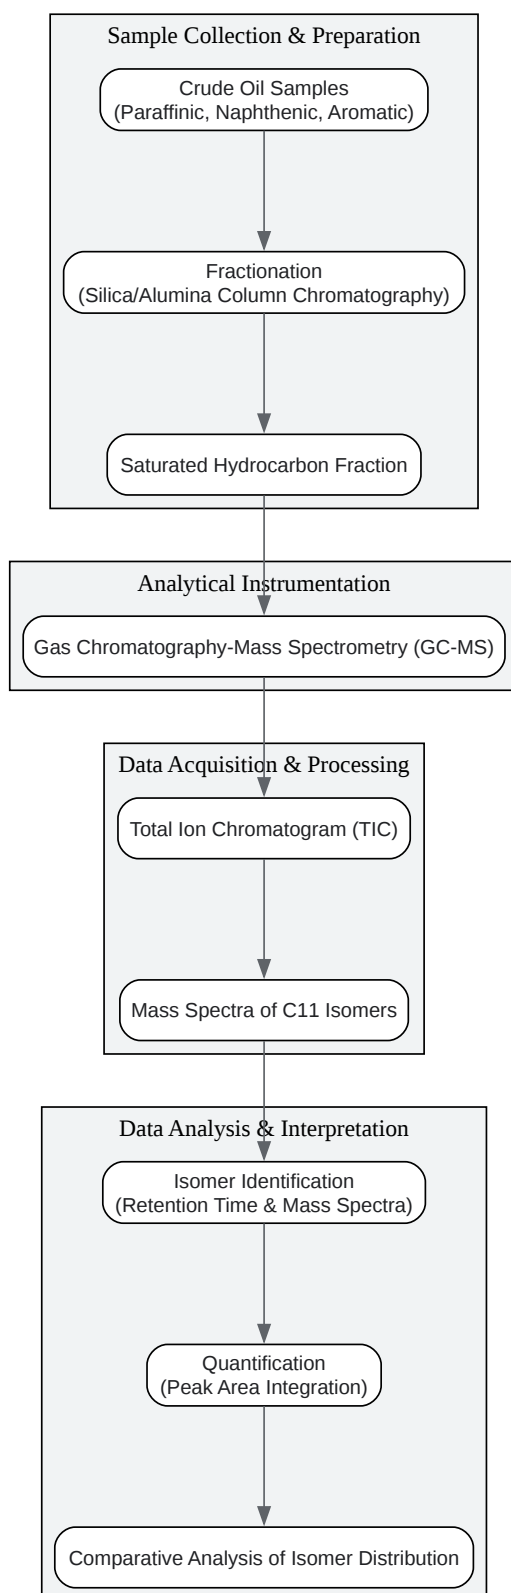 Sample Collection & Preparation
Crude Oil Samples
(Paraffinic, Naphthenic, Aromatic)
Fractionation
(Silica/Alumina Column Chromatography)
Saturated Hydrocarbon Fraction
Analytical Instrumentation
Gas Chromatography-Mass Spectrometry (GC-MS)
Data Acquisition & Processing
Total Ion Chromatogram (TIC)
Mass Spectra of C11 Isomers
Data Analysis & Interpretation
Isomer Identification
(Retention Time & Mass Spectra)
Quantification
(Peak Area Integration)
Comparative Analysis of Isomer Distribution